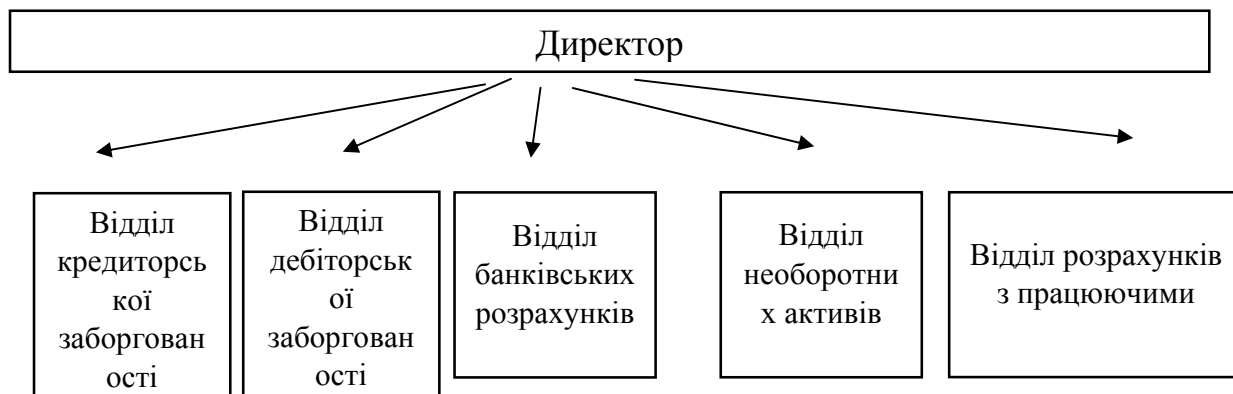 Директор
Відділ
кредиторсь
кої
заборгован
ості
Відділ
дебіторськ
ої
заборгован
ості
Відділ
банківських
розрахунків
Відділ
необоротни
х активів
Відділ розрахунків
з працюючими